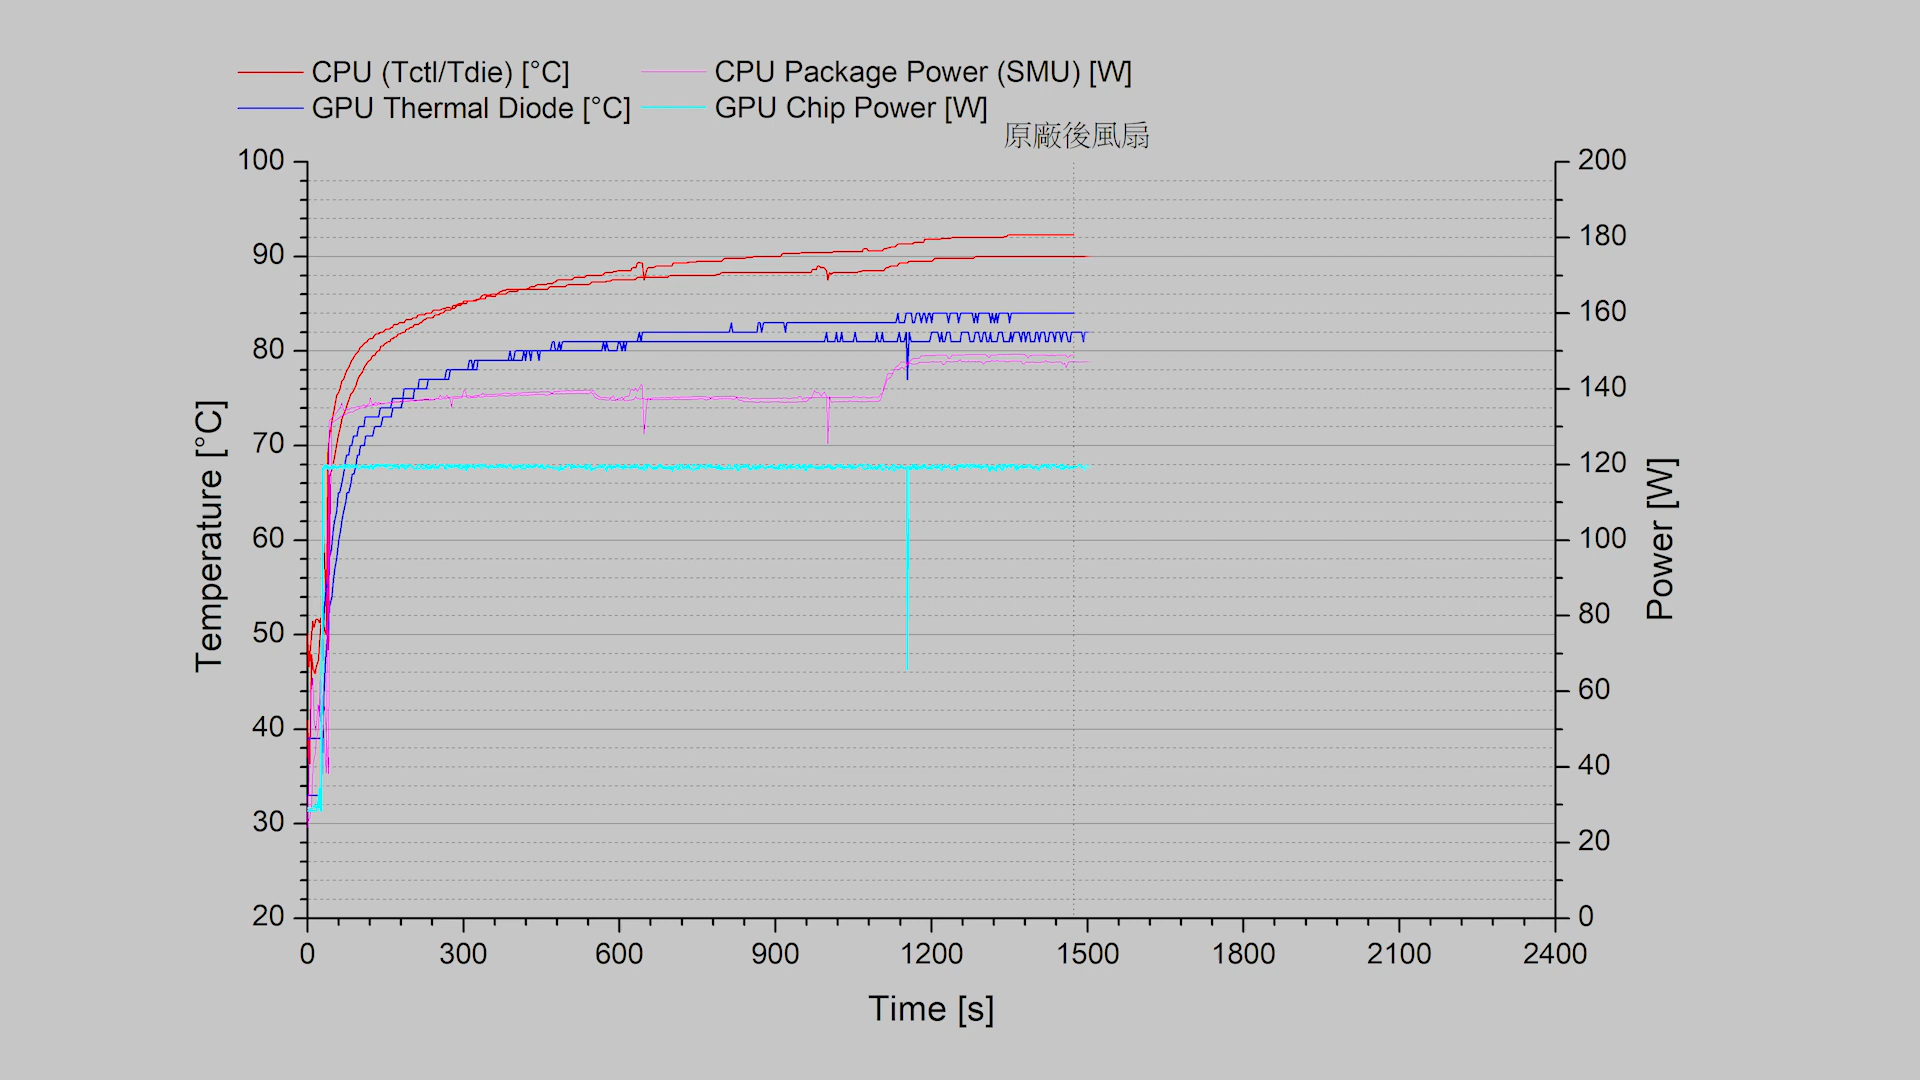 CPU (Tctl/Tdie) [°C]
CPU Package Power (SMU) [W]
GPU Thermal Diode [°C]
GPU Chip Power [W]
原廠後風扇
100
90
80
70
60
50
40
30
20
Temperature [°C]
200
180
160
140
120
100
80
60
40
20
0
Power [W]
0 300 600 900 1200 1500 1800 2100 2400
Time [s]